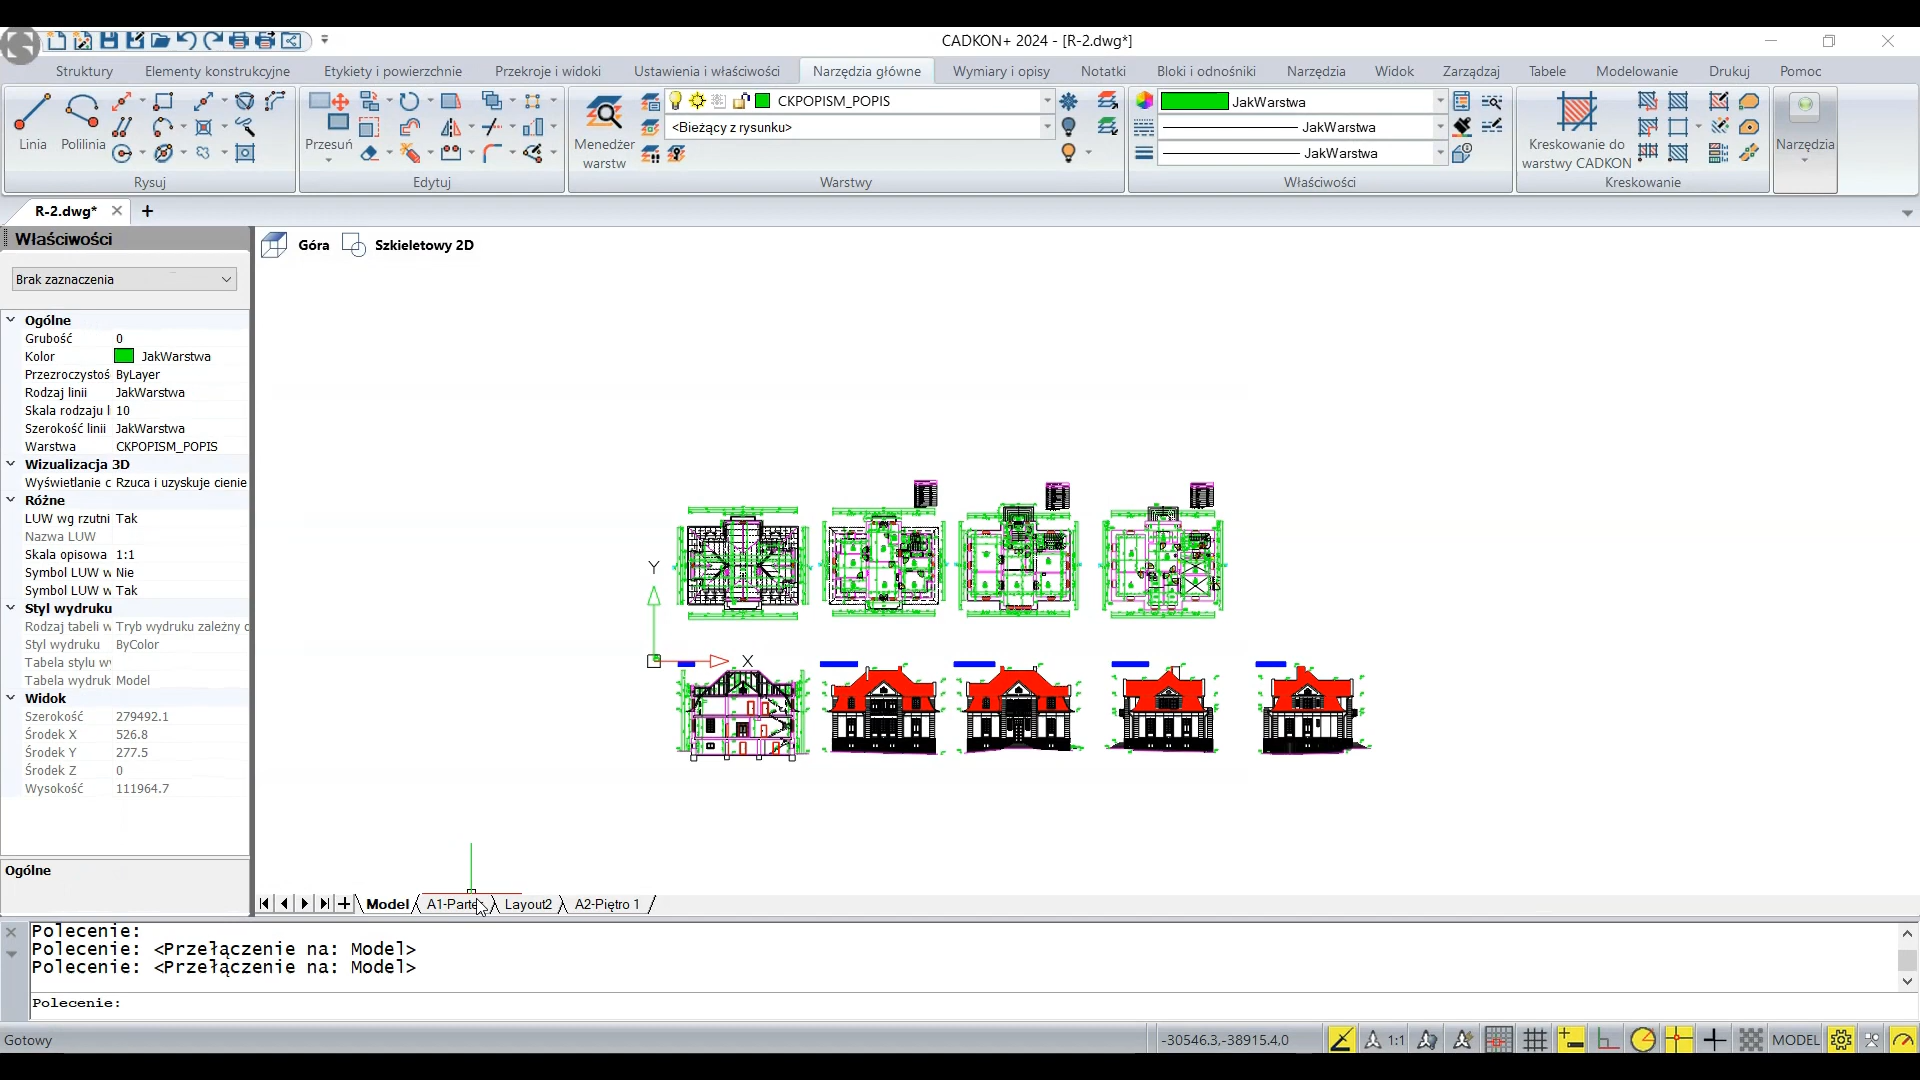 CADKON+ 2024 - [R-2.dwg*]
Struktury
Elementy konstrukcyjne
Etykiety i powierzchnie
Przekroje i widoki
Ustawienia i właściwości
Narzędzia główne
Wymiary i opisy
Notatki
Bloki i odnośniki
Narzędzia
Widok
Zarządzaj
Tabele
Modelowanie
Drukuj
Pomoc
Linia
Polilinia
Rysuj
Przesuń
Edytuj
Menedżer
warstw
CKPOPISM_POPIS
<Bieżący z rysunku>
Warstwy
JakWarstwa
JakWarstwa
JakWarstwa
Właściwości
Kreskowanie do
warstwy CADKON
Kreskowanie
Narzędzia
R-2.dwg*
Właściwości
Brak zaznaczenia
Ogólne
Grubość 0
Kolor JakWarstwa
Przezroczystoś ByLayer
Rodzaj linii JakWarstwa
Skala rodzaju l 10
Szerokość linii JakWarstwa
Warstwa CKPOPISM_POPIS
Wizualizacja 3D
Wyświetlanie c Rzuca i uzyskuje cienie
Różne
LUW wg rzutni Tak
Nazwa LUW
Skala opisowa 1:1
Symbol LUW w Nie
Symbol LUW w Tak
Styl wydruku
Rodzaj tabeli w Tryb wydruku zależny o
Styl wydruku ByColor
Tabela stylu w
Tabela wydruk Model
Widok
Szerokość 279492.1
Środek X 526.8
Środek Y 277.5
Środek Z 0
Wysokość 111964.7
Ogólne
Góra
Szkieletowy 2D
Y
X
Model
A1-Parte
Layout2
A2-Piętro 1
Polecenie:
Polecenie: <Przełączenie na: Model>
Polecenie: <Przełączenie na: Model>
Polecenie:
Gotowy
-30546.3,-38915.4,0
1:1
MODEL